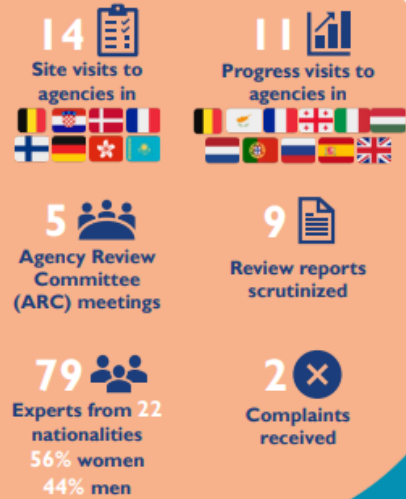 14
Site visits to
agencies in
11
Progress visits to
agencies in
5
Agency Review
Committee
(ARC) meetings
9
Review reports
scrutinized
79
Experts from 22
nationalities
56% women
44% men
2
Complaints
received